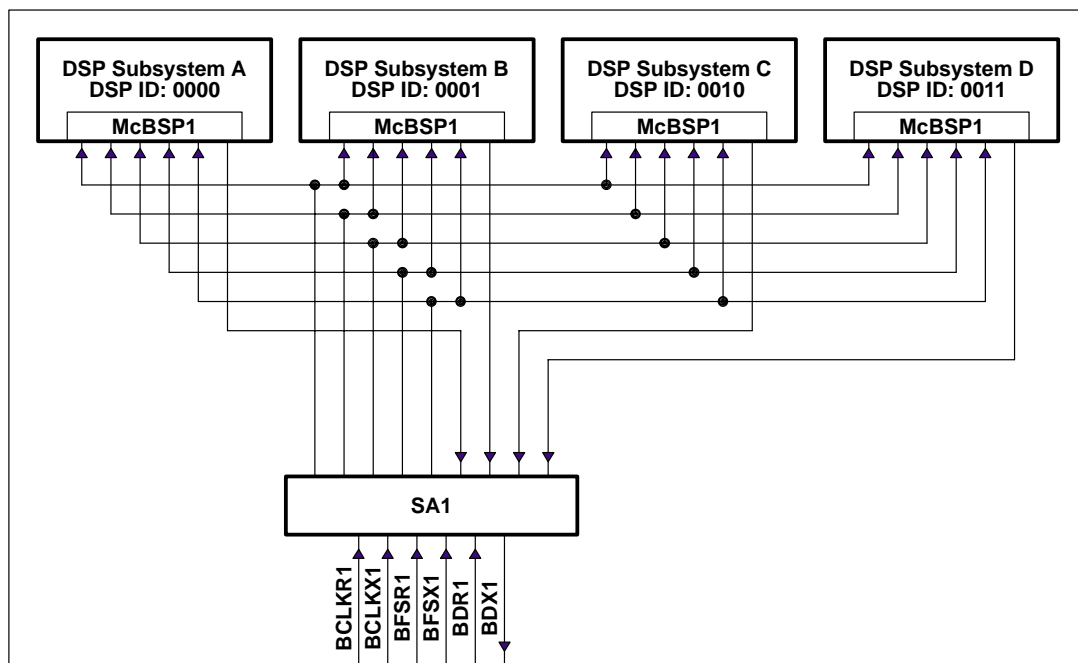 DSP Subsystem A
DSP ID: 0000
McBSP1
DSP Subsystem B
DSP ID: 0001
McBSP1
DSP Subsystem C
DSP ID: 0010
McBSP1
DSP Subsystem D
DSP ID: 0011
McBSP1
SA1
BCLKR1
BCLKX1
BFSR1
BFSX1
BDR1
BDX1